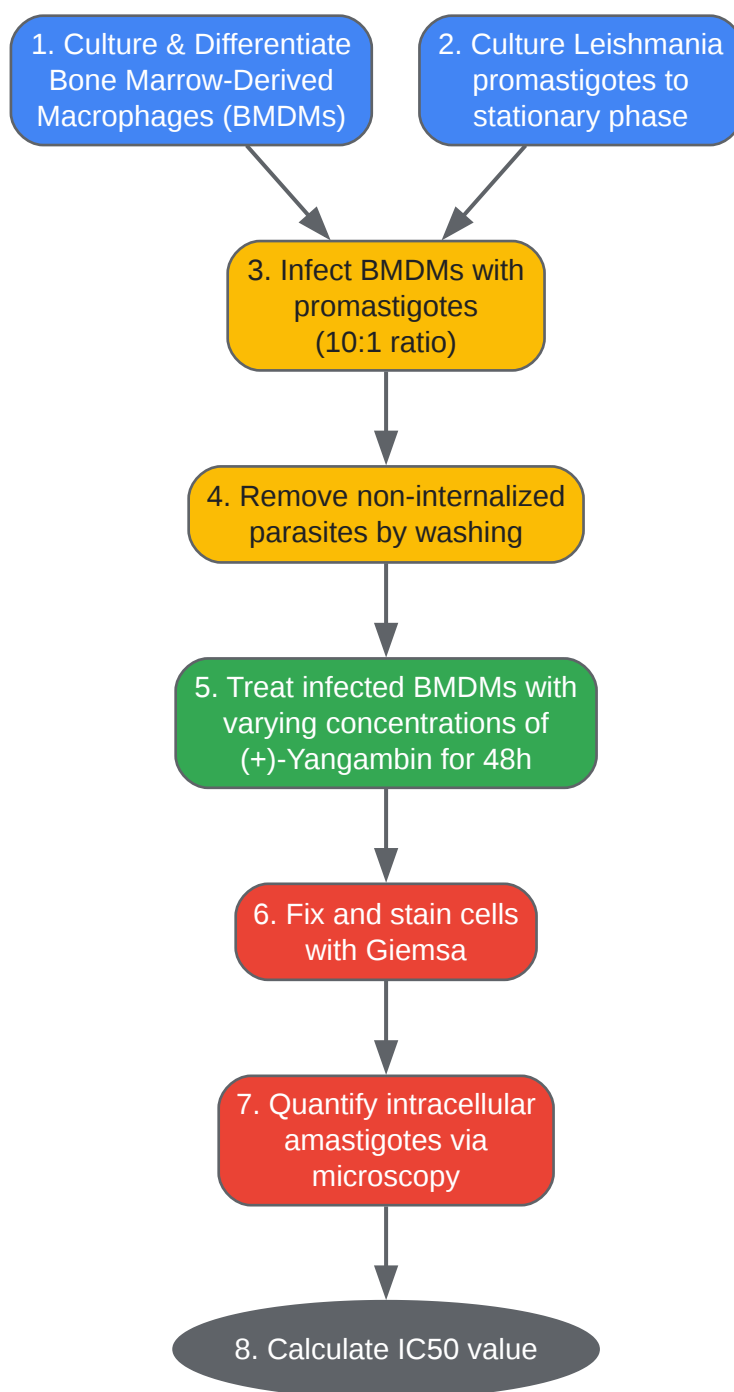 1. Culture & Differentiate
Bone Marrow-Derived
Macrophages (BMDMs)
2. Culture Leishmania
promastigotes to
stationary phase
3. Infect BMDMs with
promastigotes
(10:1 ratio)
4. Remove non-internalized
parasites by washing
5. Treat infected BMDMs with
varying concentrations of
(+)-Yangambin for 48h
6. Fix and stain cells
with Giemsa
7. Quantify intracellular
amastigotes via
microscopy
8. Calculate IC50 value